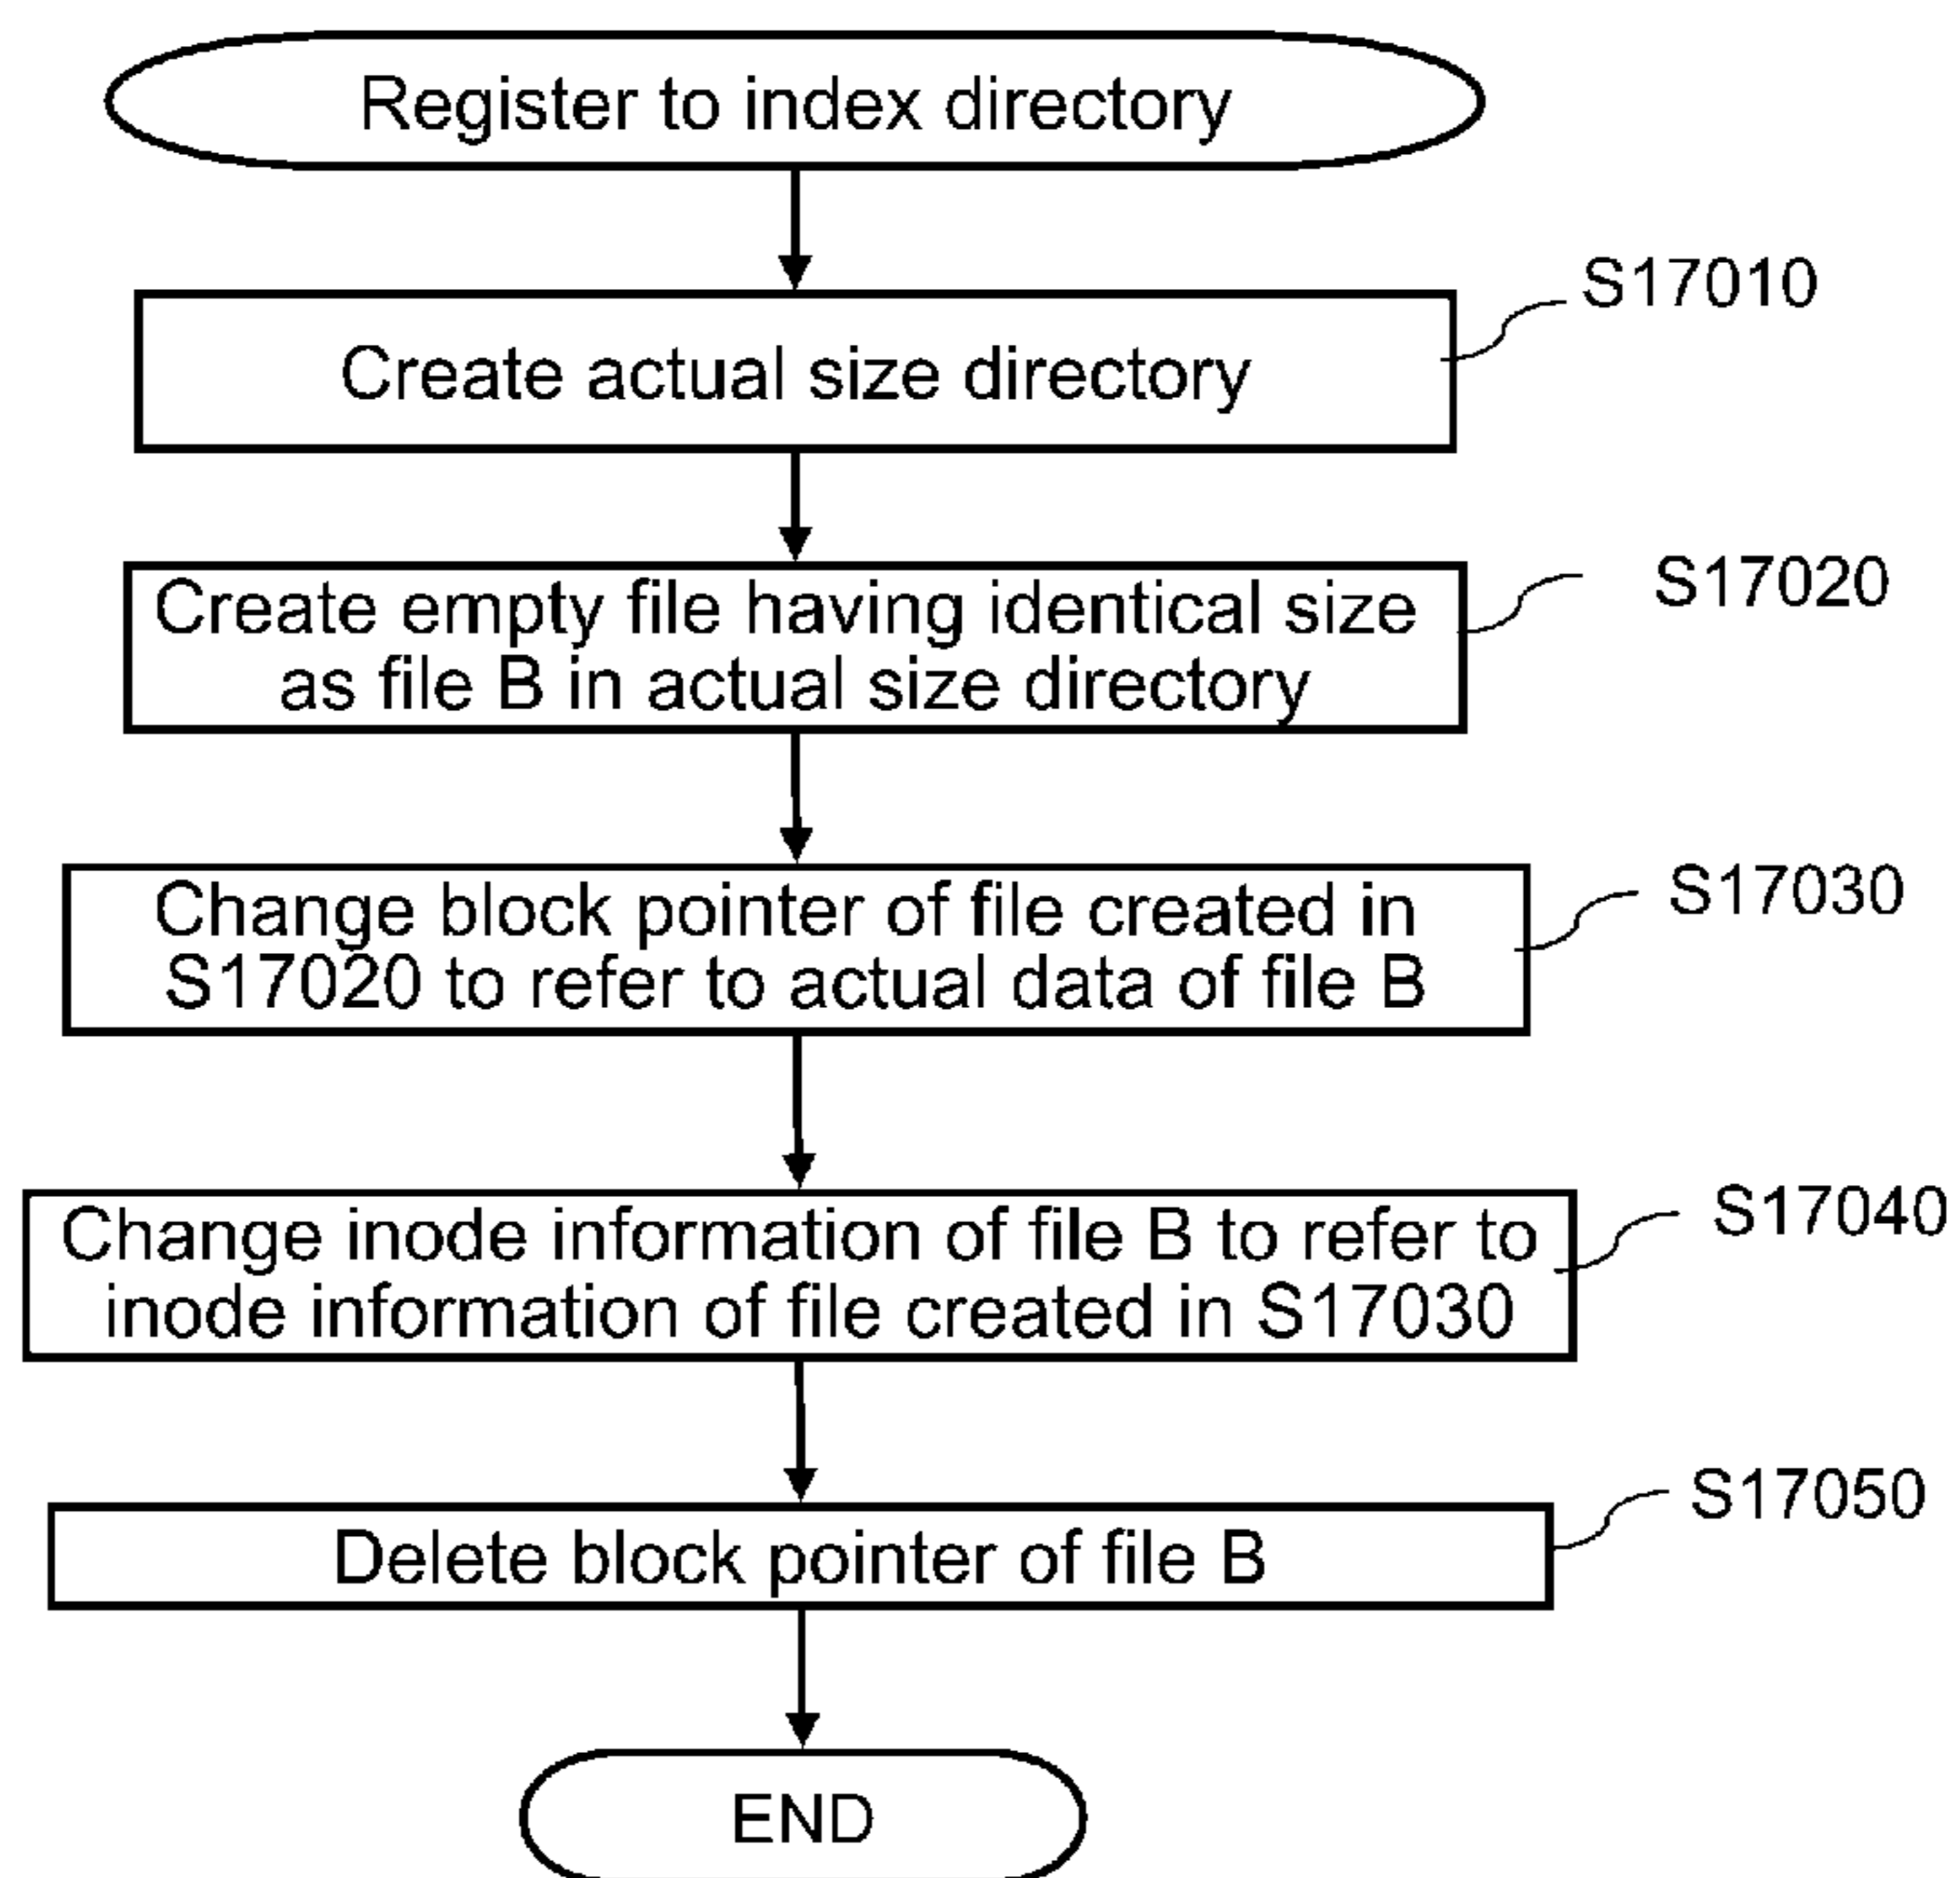 Register to index directory
S17010
Create actual size directory
S17020
Create empty file having identical size
as file B in actual size directory
S17030
Change block pointer of file created in
S17020 to refer to actual data of file B
S17040
Change inode information of file B to refer to
inode information of file created in S17030
S17050
Delete block pointer of file B
END